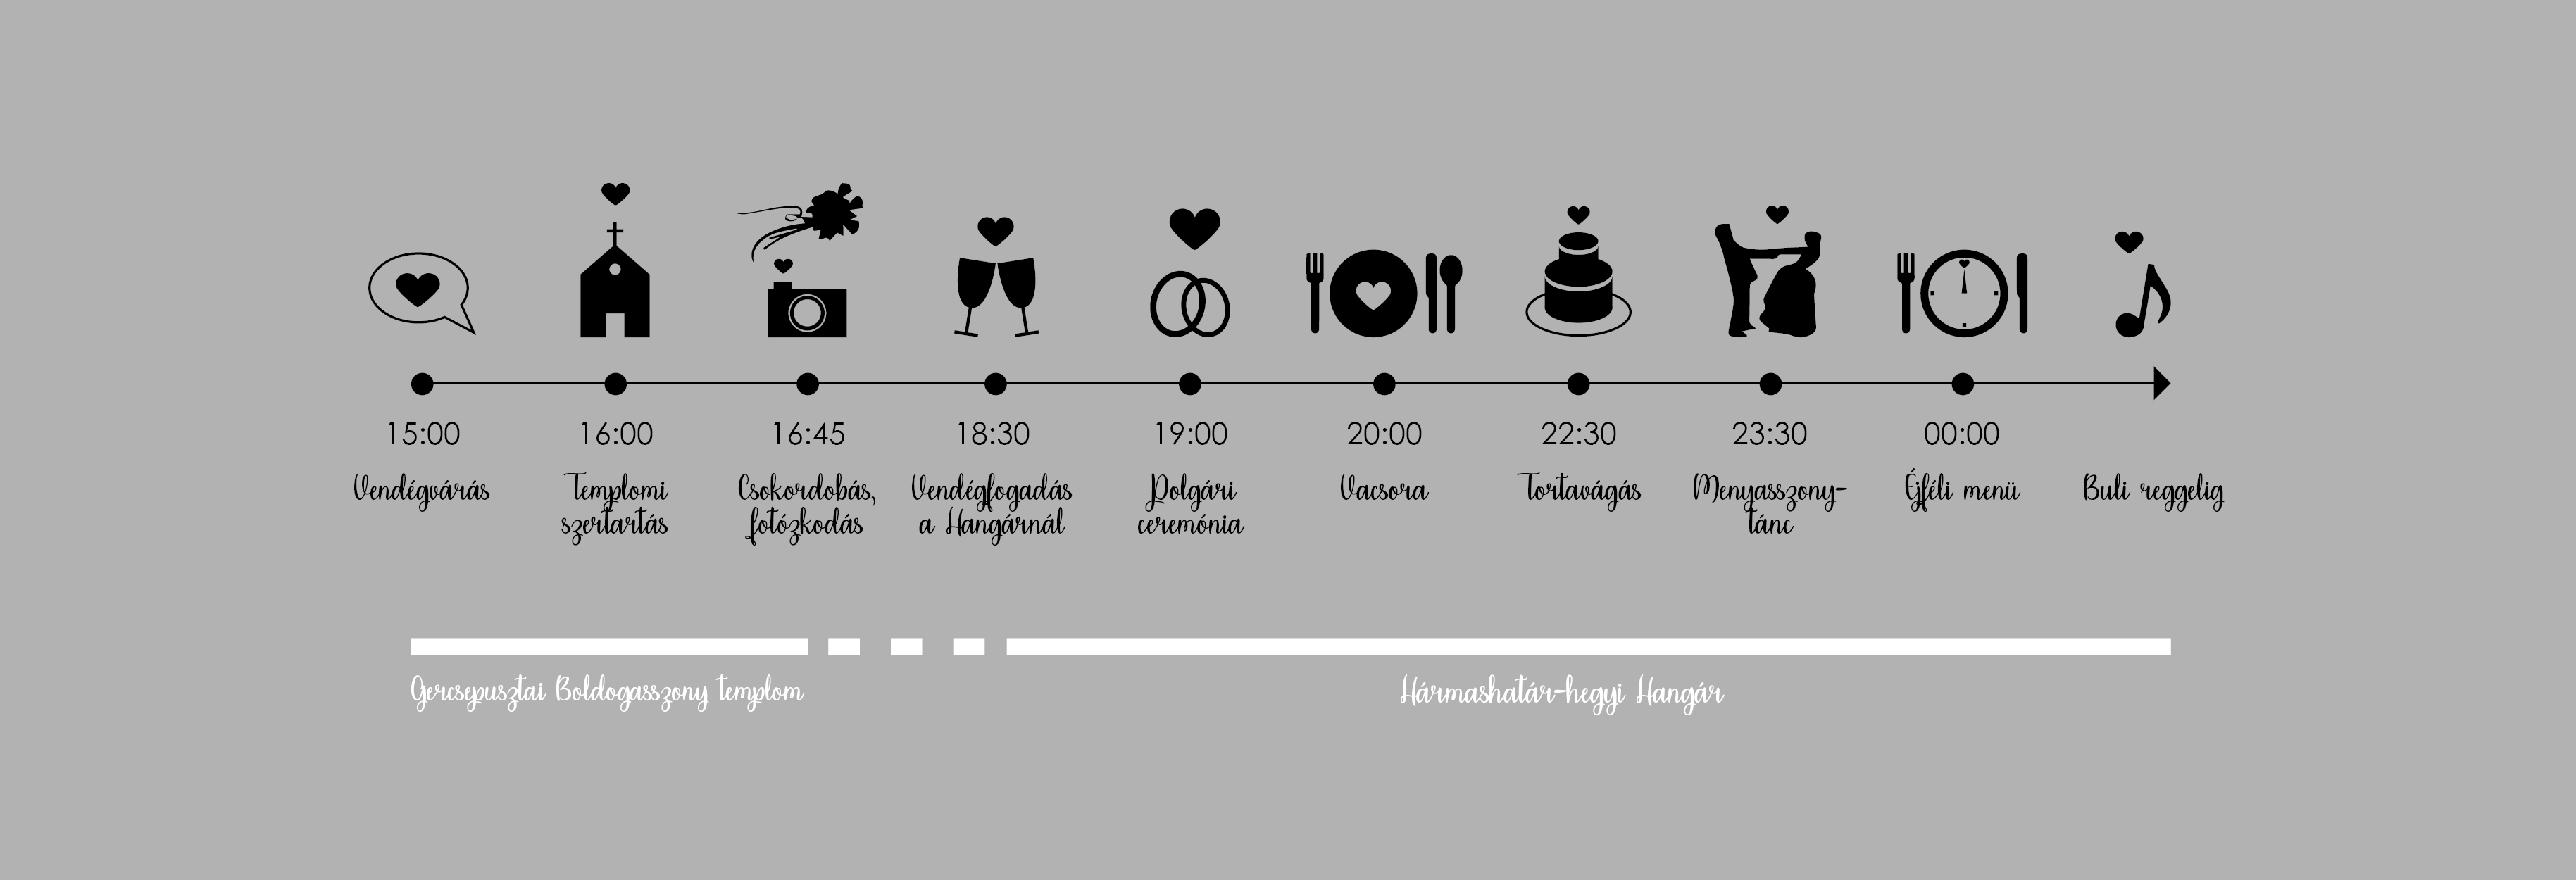 15:00
Vendégvárás
16:00
Templomi
szertartás
16:45
Csokordobás,
fotózkodás
18:30
Vendégfogadás
a Hangárnál
19:00
Polgári
ceremónia
20:00
Vacsora
22:30
Tortavágás
23:30
Menyasszony-
tánc
00:00
Éjféli menü
Buli reggelig
Gercsepusztai Boldogasszony templom
Hármashatár-hegyi Hangár